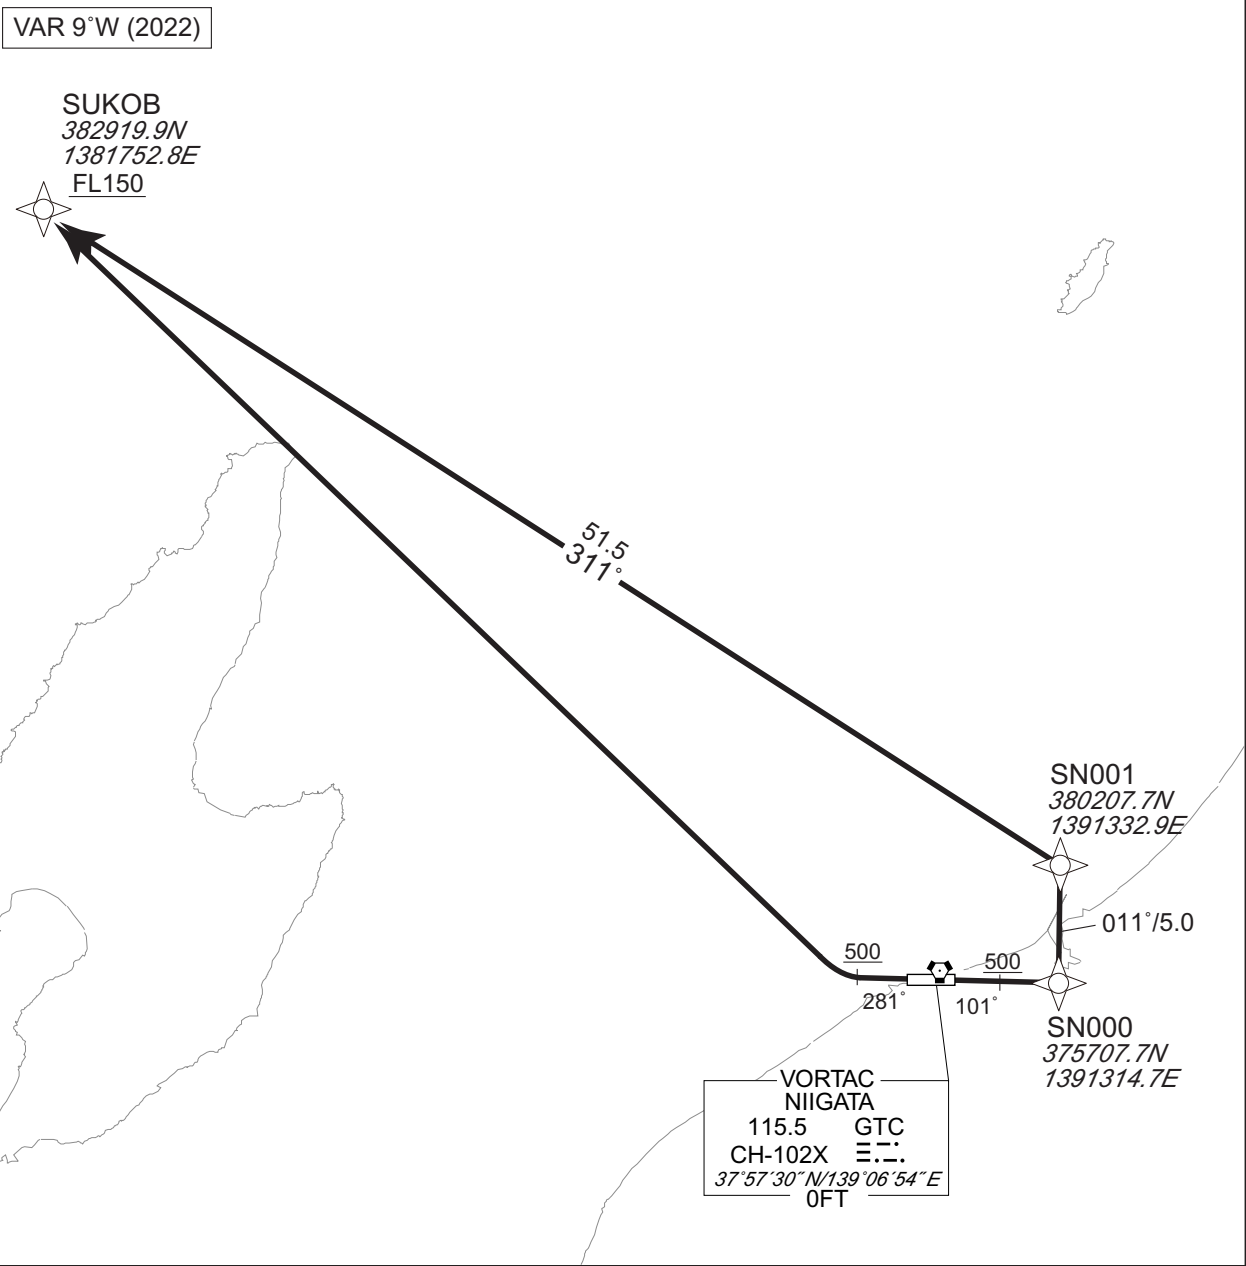 VAR 9°W (2022)
SUKOB
382919.9N
1381752.8E
FL150
51.5
311°
SN001
380207.7N
1391332.9E
011°/5.0
500
500
281°
101°
SN000
375707.7N
1391314.7E
VORTAC
NIIGATA
115.5 GTC
CH-102X
37°57´30˝N/139°06´54˝E
0FT